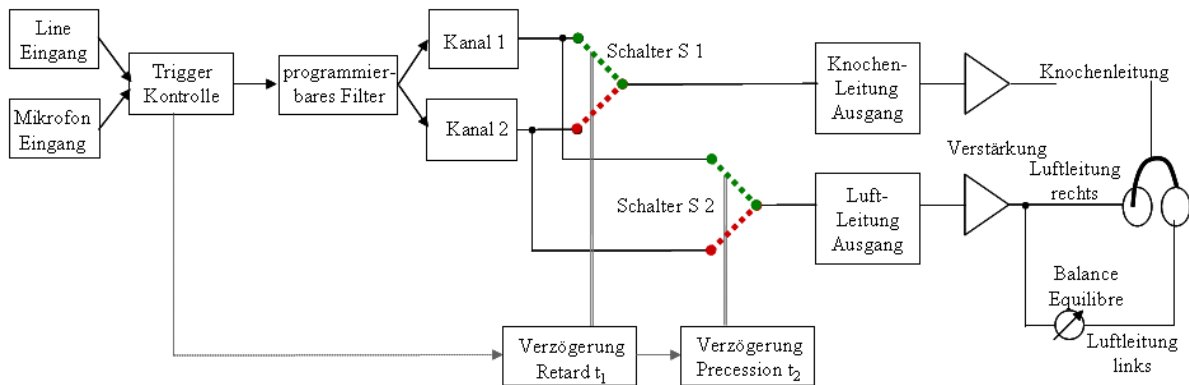 Line
Eingang
Mikrofon
Eingang
Trigger
Kontrolle
programmier-
bares Filter
Kanal 1
Kanal 2
Schalter S 1
Schalter S 2
Knochen-
Leitung
Ausgang
Luft-
Leitung
Ausgang
Knochenleitung
Verstärkung
Luftleitung
rechts
Balance
Equilibre
Luftleitung
links
Verzögerung
Retard t1
Verzögerung
Precession t2